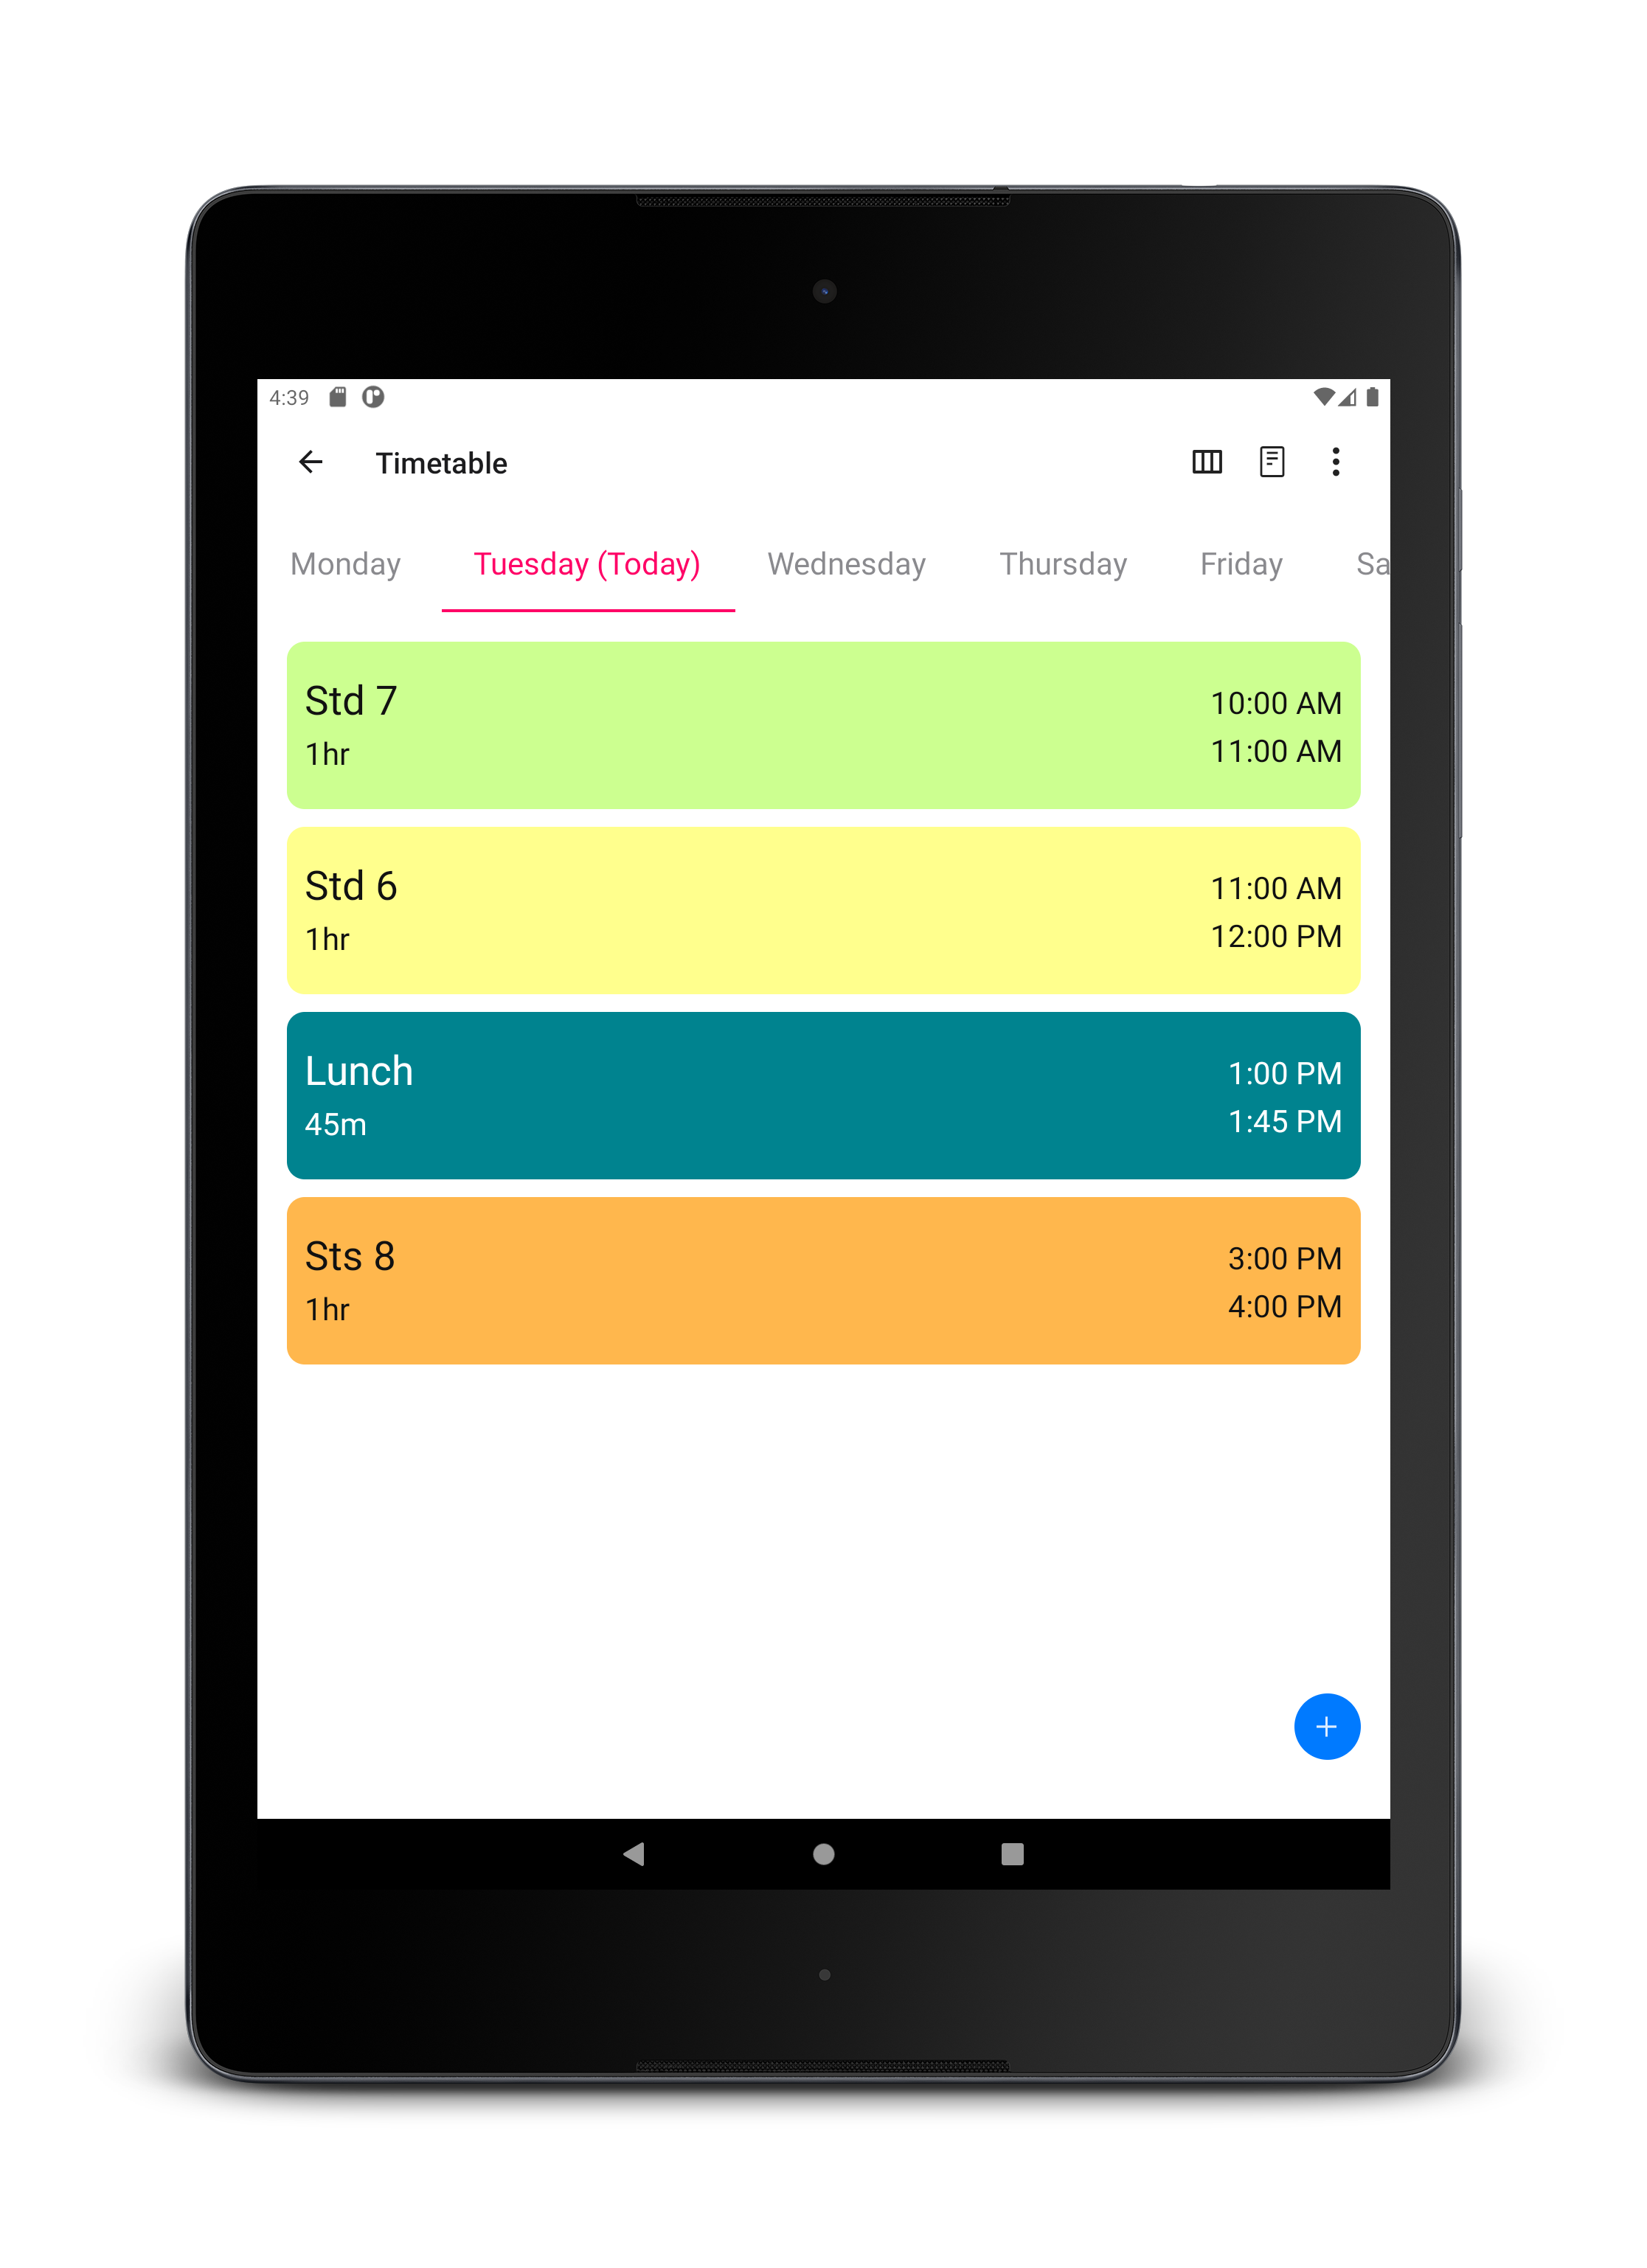 4:39
Timetable
Monday Tuesday (Today) Wednesday Thursday Friday Sa
Std 7 10:00 AM
1hr 11:00 AM
Std 6 11:00 AM
1hr 12:00 PM
Lunch 1:00 PM
45m 1:45 PM
Sts 8 3:00 PM
1hr 4:00 PM